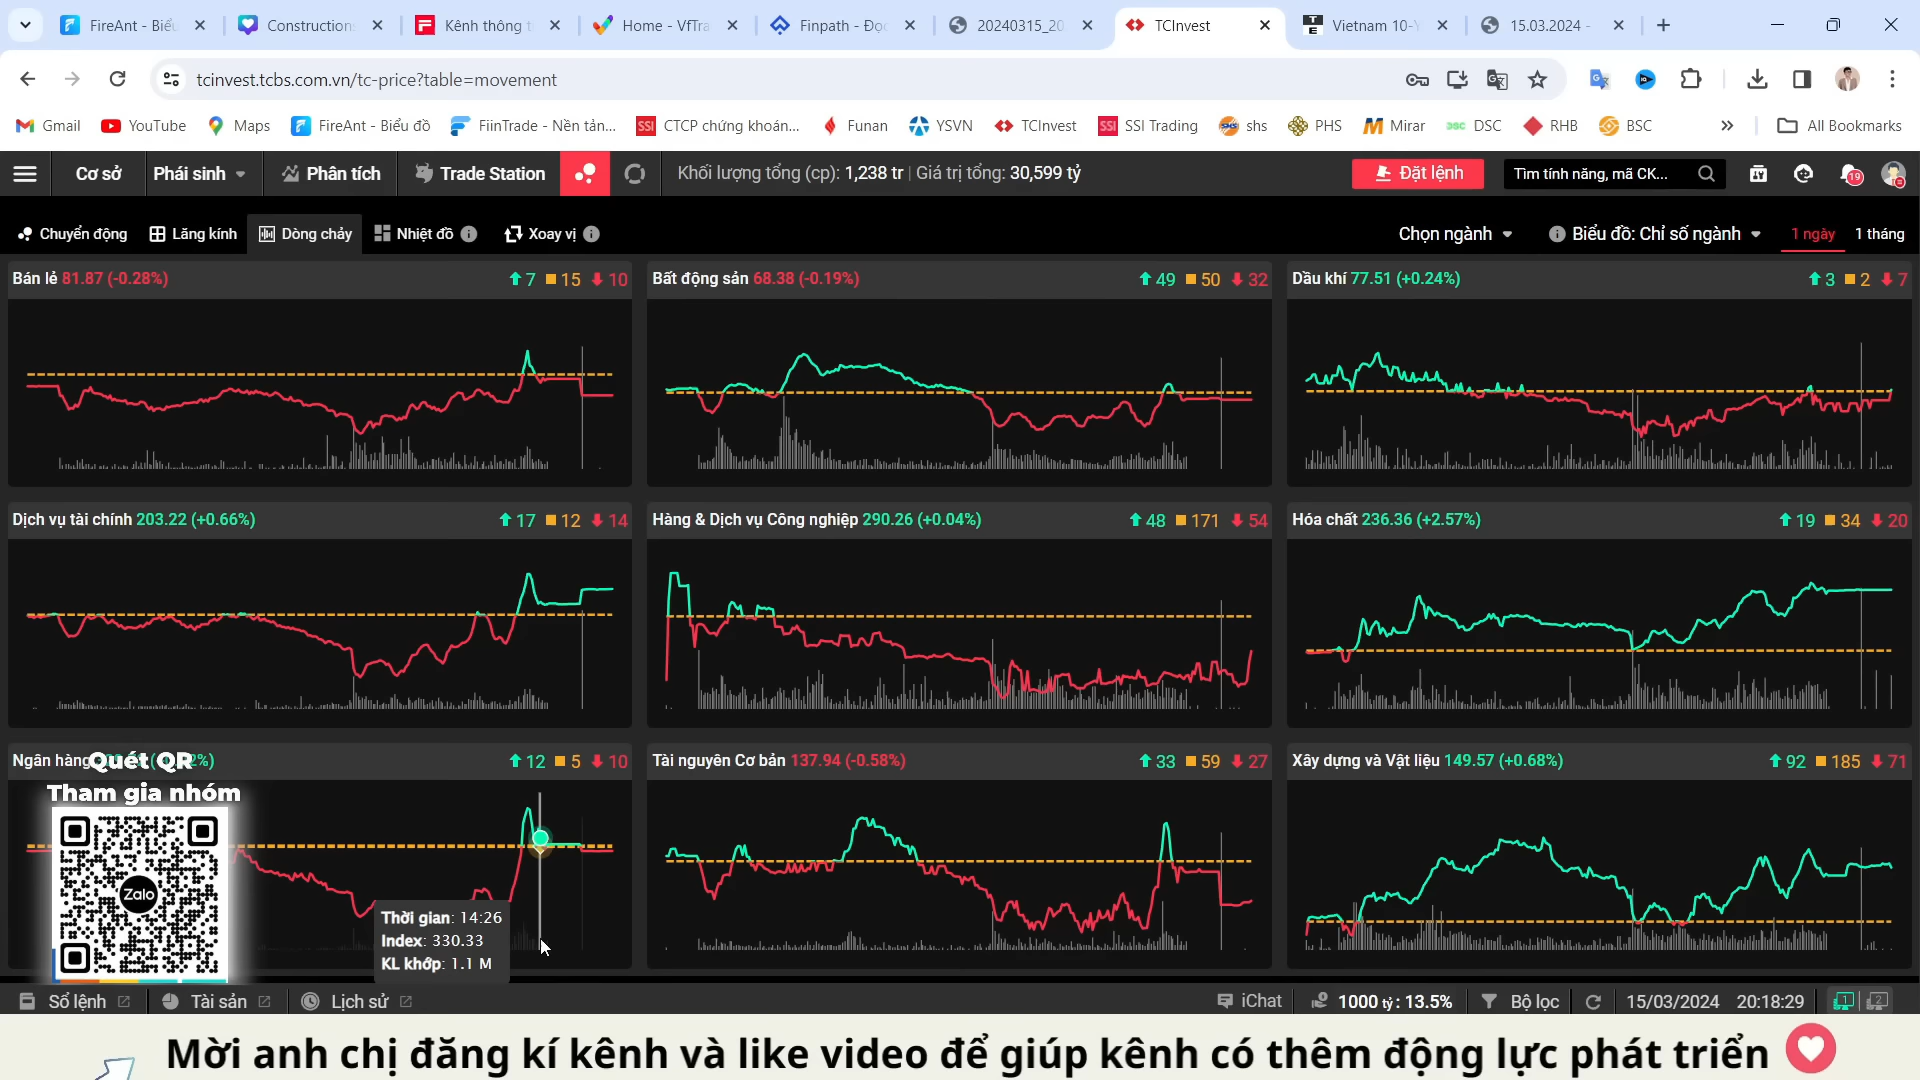 FireAnt - Biể
Construction
Kênh thông t
Home - VfTra
Finpath - Đọc
20240315_20
TCInvest
Vietnam 10-Y
15.03.2024 -
tcinvest.tcbs.com.vn/tc-price?table=movement
Gmail YouTube Maps FireAnt - Biểu đồ FiinTrade - Nền tản... CTCP chứng khoán... Funan YSVN TCInvest SSI Trading shs PHS Mirar DSC RHB BSC All Bookmarks
Cơ sở Phái sinh Phân tích Trade Station Khối lượng tổng (cp): 1,238 tr | Giá trị tổng: 30,599 tỷ Đặt lệnh Tìm tính năng, mã CK... 19
Chuyển động Lăng kính Dòng chảy Nhiệt đồ Xoay vị Chọn ngành Biểu đồ: Chỉ số ngành 1 ngày 1 tháng
Bán lẻ 81.87 (-0.28%) 7 15 10
Bất động sản 68.38 (-0.19%) 49 50 32
Dầu khí 77.51 (+0.24%) 3 2 7
Dịch vụ tài chính 203.22 (+0.66%) 17 12 14
Hàng & Dịch vụ Công nghiệp 290.26 (+0.04%) 48 171 54
Hóa chất 236.36 (+2.57%) 19 34 20
Ngân hàng 2%) 12 5 10
Tài nguyên Cơ bản 137.94 (-0.58%) 33 59 27
Xây dựng và Vật liệu 149.57 (+0.68%) 92 185 71
Quét QR
Tham gia nhóm
Zalo
Thời gian: 14:26
Index: 330.33
KL khớp: 1.1 M
Sổ lệnh Tài sản Lịch sử iChat 1000 tỷ: 13.5% Bộ lọc 15/03/2024 20:18:29 1 2
Mời anh chị đăng kí kênh và like video để giúp kênh có thêm động lực phát triển